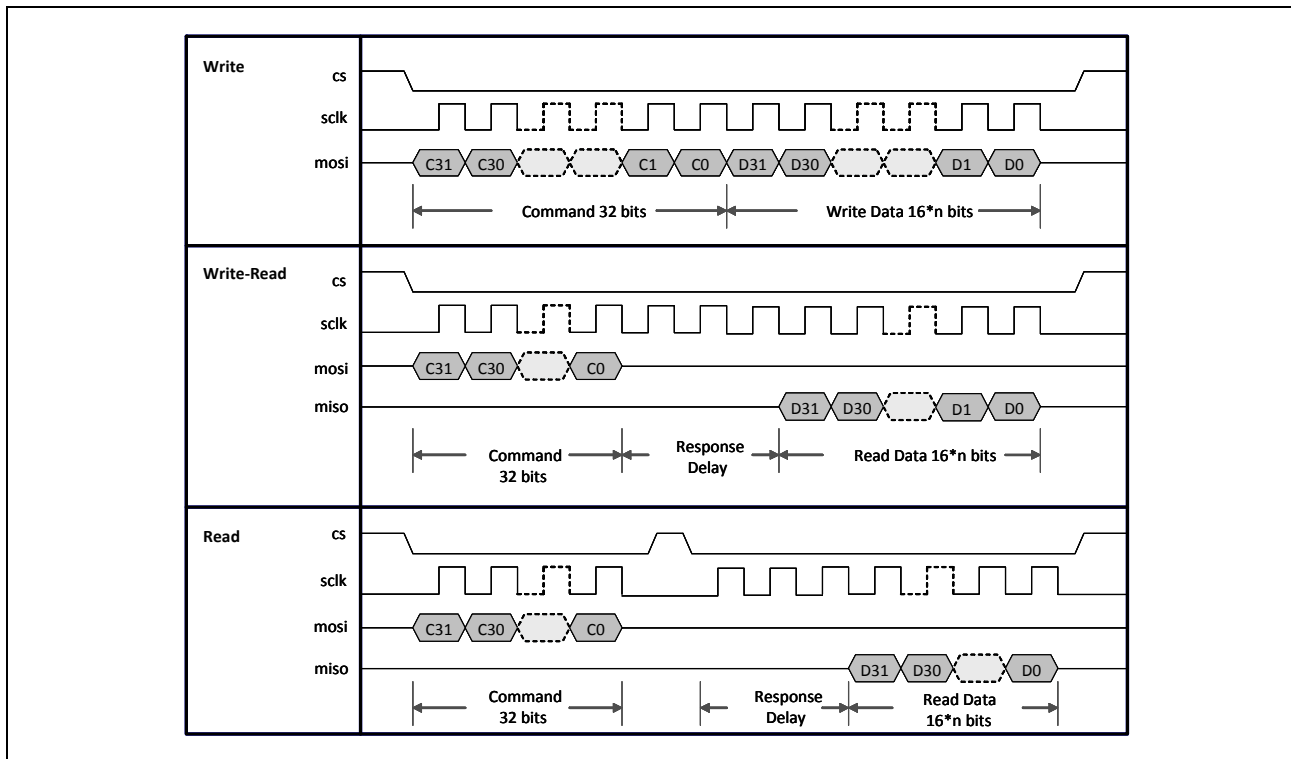 Write
cs
sclk
mosi
C31 C30 C1 C0 D31 D30 D1 D0
Command 32 bits
Write Data 16*n bits
Write-Read
cs
sclk
mosi
C31 C30 C0
miso
D31 D30 D1 D0
Command
32 bits
Response
Delay
Read Data 16*n bits
Read
cs
sclk
mosi
C31 C30 C0
miso
D31 D30 D0
Command
32 bits
Response
Delay
Read Data
16*n bits